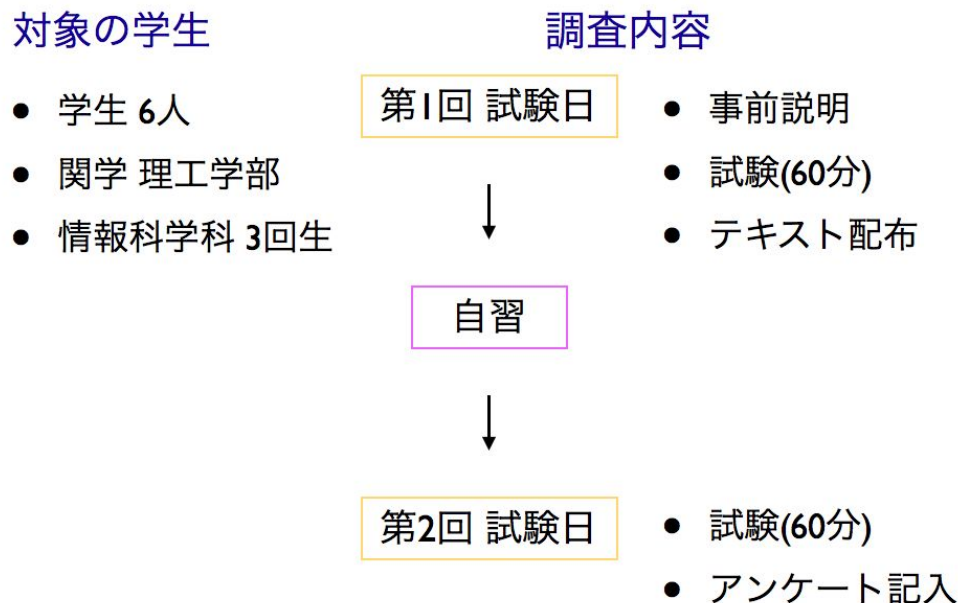 対象の学生
調査内容
● 学生 6人
● 関学 理工学部
● 情報科学科 3回生
第1回 試験日
● 事前説明
● 試験(60分)
● テキスト配布
自習
第2回 試験日
● 試験(60分)
● アンケート記入